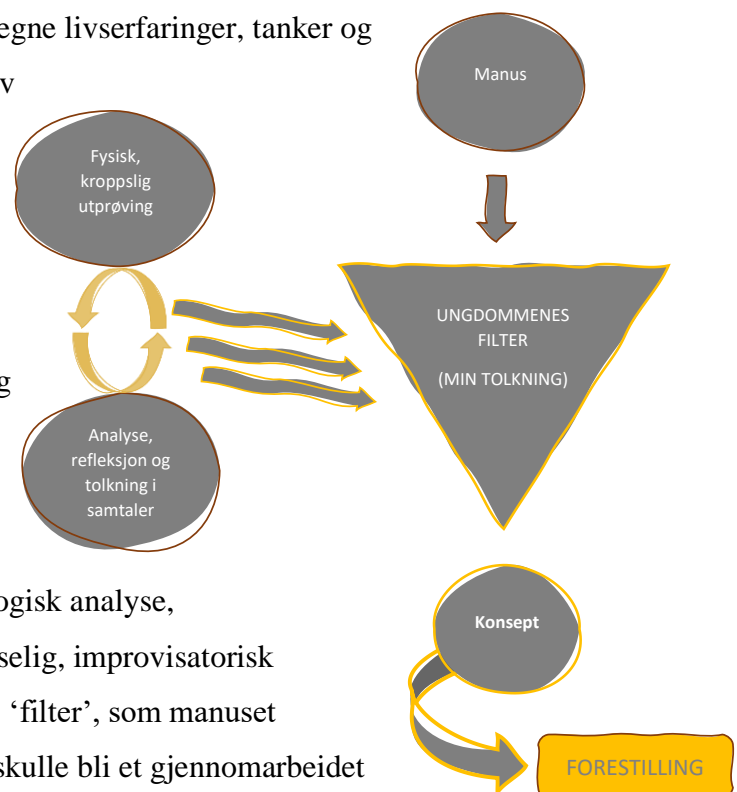 egne livserfaringer, tanker og
v
Manus
Fysisk,
kroppslig
utprøving
UNGDOMMENES
FILTER
(MIN TOLKNING)
g
Analyse,
refleksjon og
tolkning i
samtaler
ogisk analyse,
selig, improvisatorisk
‘filter’, som manuset
skulle bli et gjennomarbeidet
Konsept
FORESTILLING